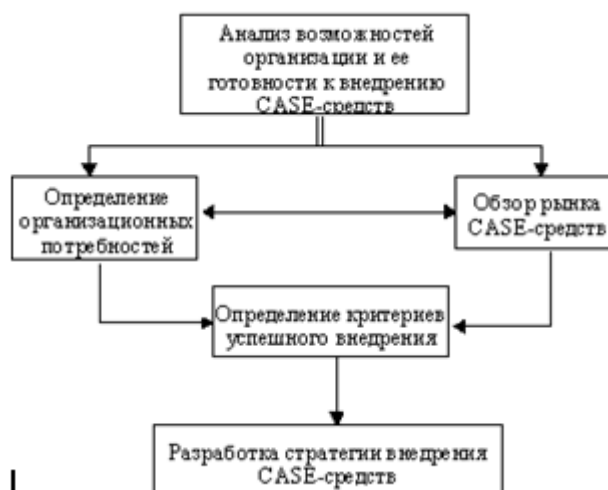 Анализ возможностей
организации и ее
готовности к внедрению
CASE-средств
Определение
организационных
потребностей
Обзор рынка
CASE-средств
Определение критериев
успешного внедрения
Разработка стратегии внедрения
CASE-средств